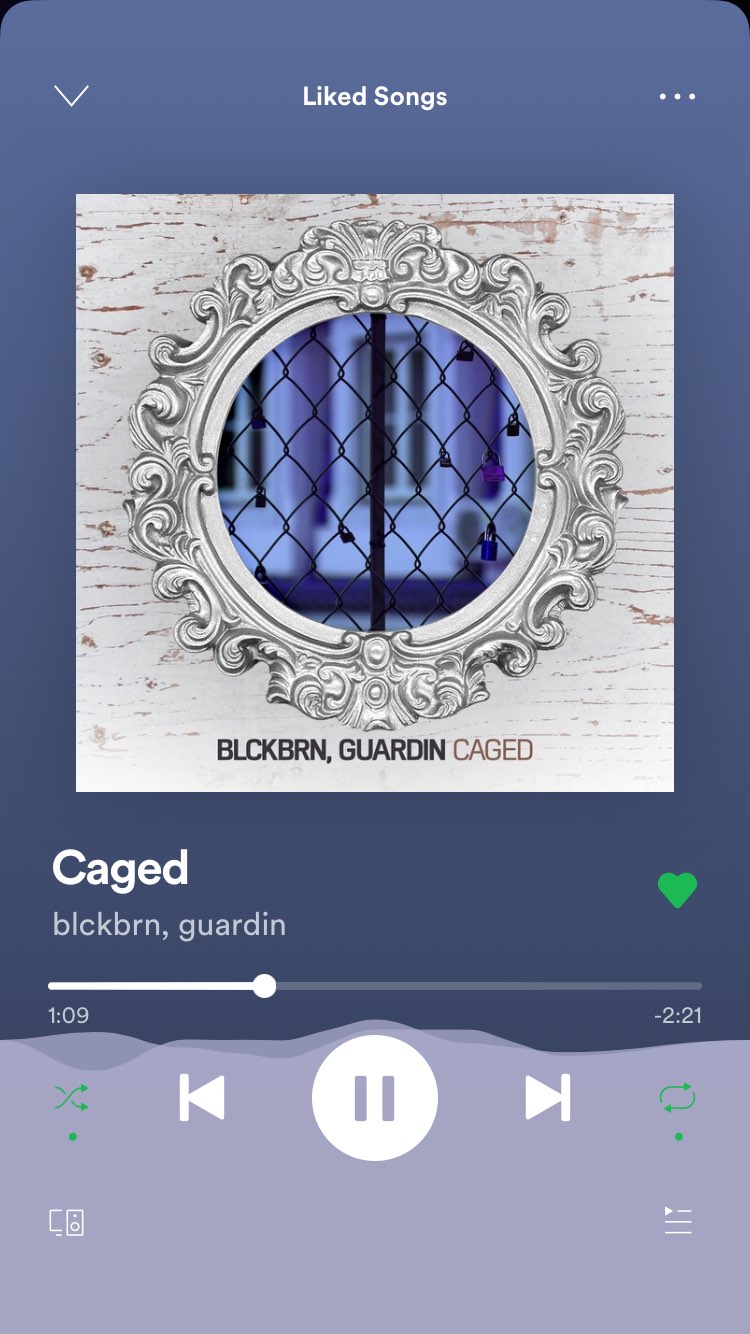 Liked Songs
BLCKBRN, GUARDIN CAGED
Caged
blckbrn, guardin
1:09
-2:21